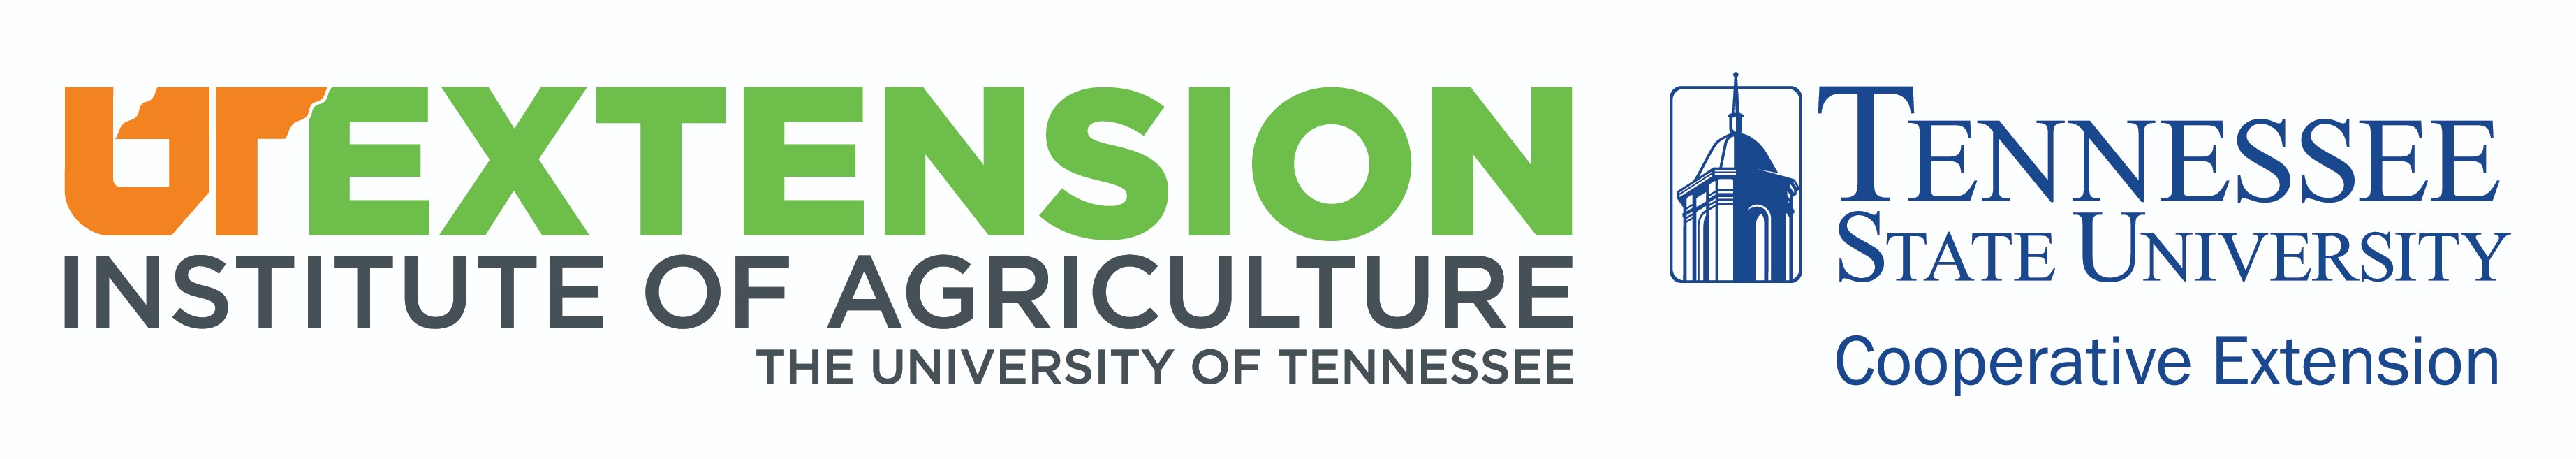 UTEXTENSION
INSTITUTE OF AGRICULTURE
THE UNIVERSITY OF TENNESSEE
TENNESSEE
STATE UNIVERSITY
Cooperative Extension